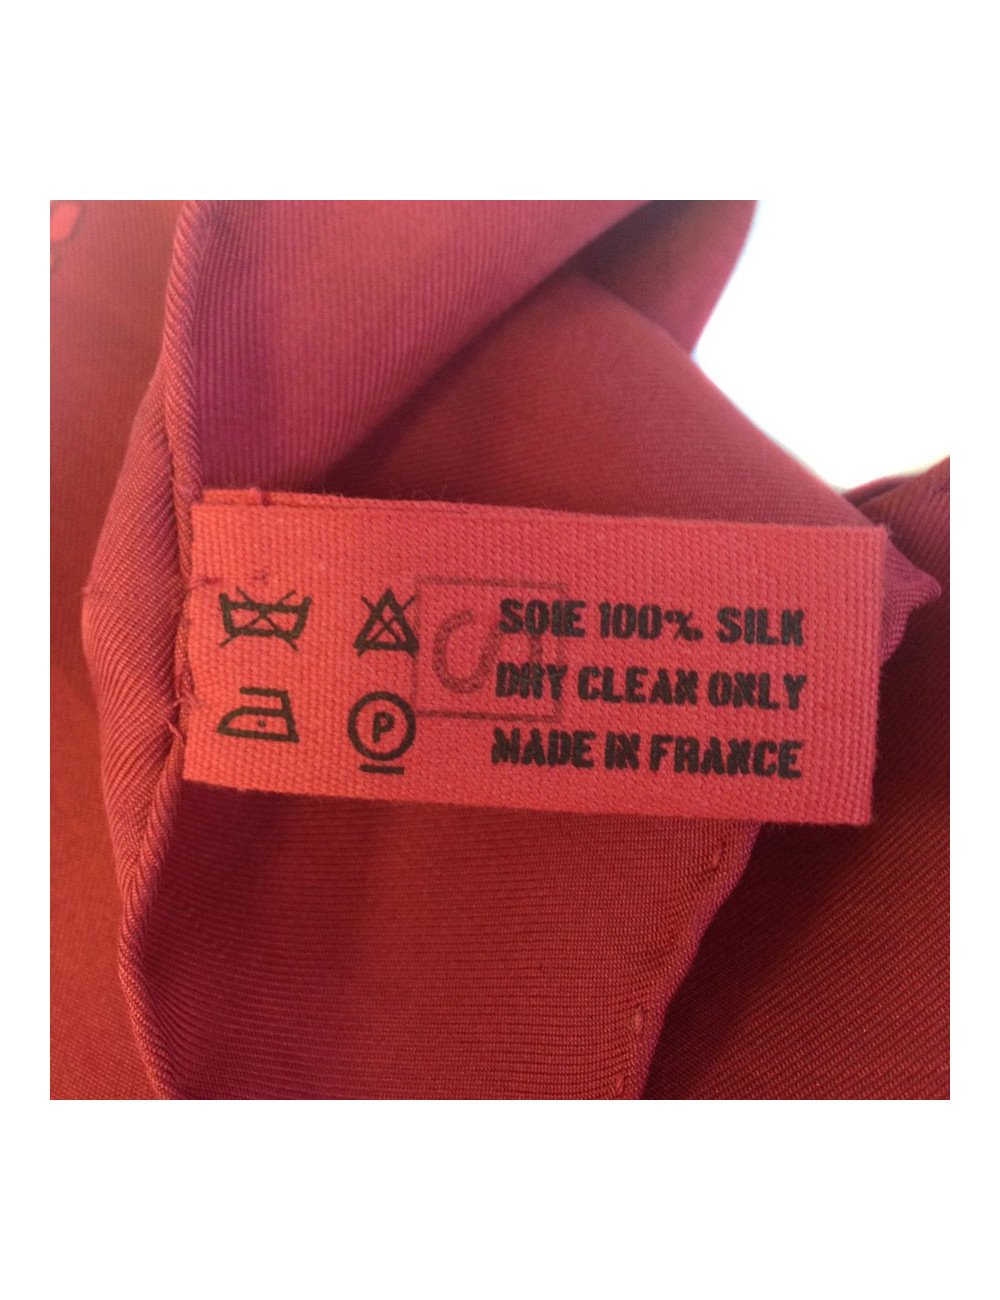 SOIE 100% SILK
DRY CLEAN ONLY
MADE IN FRANCE
P
S